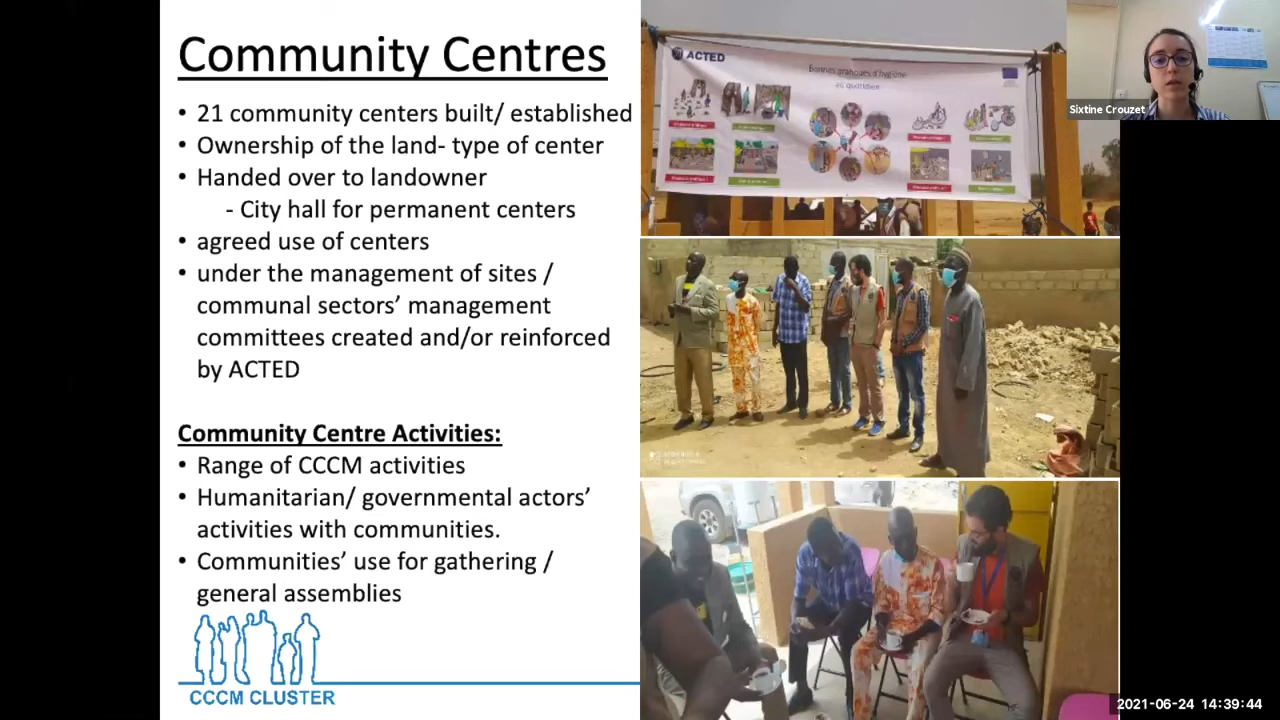 Community Centres
• 21 community centers built/ established
• Ownership of the land- type of center
• Handed over to landowner
- City hall for permanent centers
• agreed use of centers
• under the management of sites /
communal sectors’ management
committees created and/or reinforced
by ACTED
Community Centre Activities:
• Range of CCCM activities
• Humanitarian/ governmental actors’
activities with communities.
• Communities’ use for gathering /
general assemblies
CCCM CLUSTER
ACTED
Bonnes pratiques d'hygiène
au quotidien
Sixtine Crouzet
2021-06-24 14:39:44